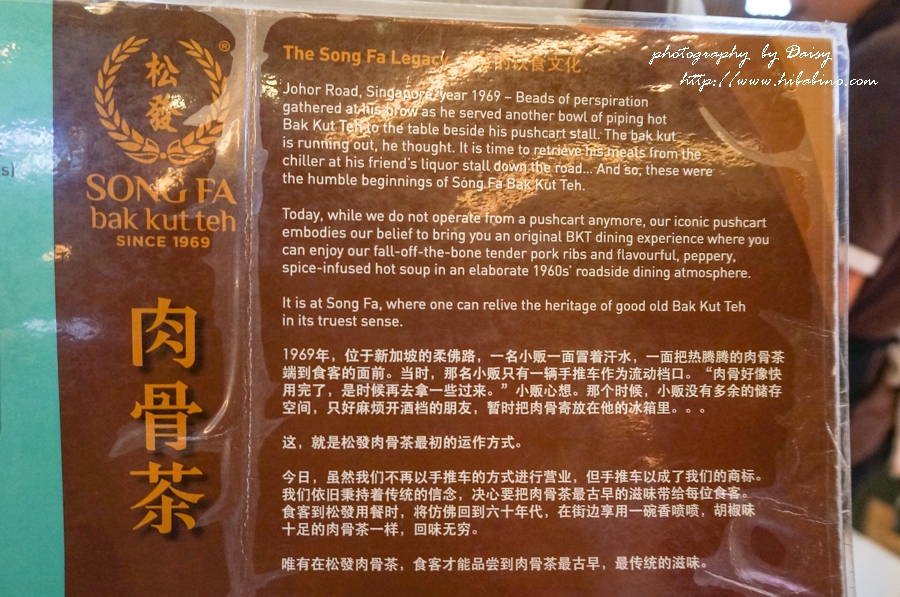 photography by Daisy
http://www.hibabino.com
松
發
®
SONG FA
bak kut teh
SINCE 1969
肉骨茶
The Song Fa Legacy 的饮食文化
Johor Road, Singapore, year 1969 – Beads of perspiration
gathered at his brow as he served another bowl of piping hot
Bak Kut Teh to the table beside his pushcart stall. The bak kut
is running out, he thought. It is time to retrieve his meats from the
chiller at his friend's liquor stall down the road... And so, these were
the humble beginnings of Song Fa Bak Kut Teh.
Today, while we do not operate from a pushcart anymore, our iconic pushcart
embodies our belief to bring you an original BKT dining experience where you
can enjoy our fall-off-the-bone tender pork ribs and flavourful, peppery,
spice-infused hot soup in an elaborate 1960s' roadside dining atmosphere.
It is at Song Fa, where one can relive the heritage of good old Bak Kut Teh
in its truest sense.
1969年，位于新加坡的柔佛路，一名小贩一面冒着汗水，一面把热腾腾的肉骨茶
端到食客的面前。当时，那名小贩只有一辆手推车作为流动档口。“肉骨好像快
用完了，是时候再去拿一些过来。”小贩心想。那个时候，小贩没有多余的储存
空间，只好麻烦开酒档的朋友，暂时把肉骨寄放在他的冰箱里。。。
这，就是松發肉骨茶最初的运作方式。
今日，虽然我们不再以手推车的方式进行营业，但手推车以成了我们的商标。
我们依旧秉持着传统的信念，决心要把肉骨茶最古早的滋味带给每位食客。
食客到松發用餐时，将仿佛回到六十年代，在街边享用一碗香喷喷，胡椒味
十足的肉骨茶一样，回味无穷。
唯有在松發肉骨茶，食客才能品尝到肉骨茶最古早，最传统的滋味。